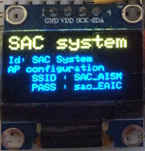 GND VDD SCK SDA
SAC system
Id: SAC System
AP configuration
SSID : SAC_AISM
PASS : sac_EAIC